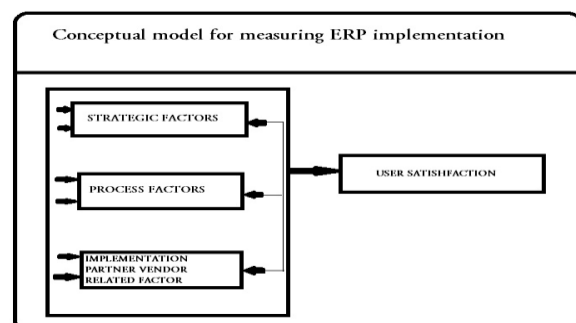 Conceptual model for measuring ERP implementation
STRATEGIC FACTORS
PROCESS FACTORS
IMPLEMENTATION
PARTNER VENDOR
RELATED FACTOR
USER SATISHFACTION